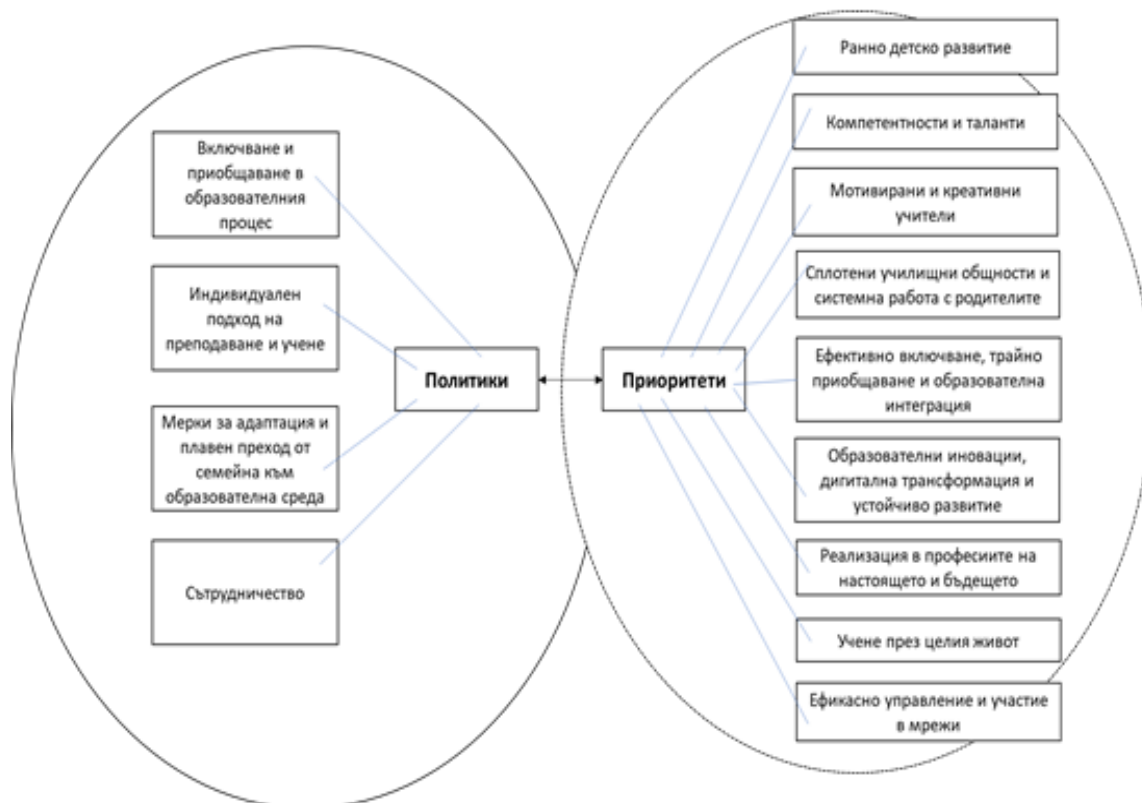 Включване и
приобщаване в
образователния
процес
Индивидуален
подход на
преподаване и учене
Мерки за адаптация и
плавен преход от
семейна към
образователна среда
Сътрудничество
Политики
Приоритети
Ранно детско развитие
Компетентности и таланти
Мотивирани и креативни
учители
Сплотени училищни общности и
системна работа с родителите
Ефективно включване, трайно
приобщаване и образователна
интеграция
Образователни иновации,
дигитална трансформация и
устойчиво развитие
Реализация в професиите на
настоящето и бъдещето
Учене през целия живот
Ефикасно управление и участие
в мрежи